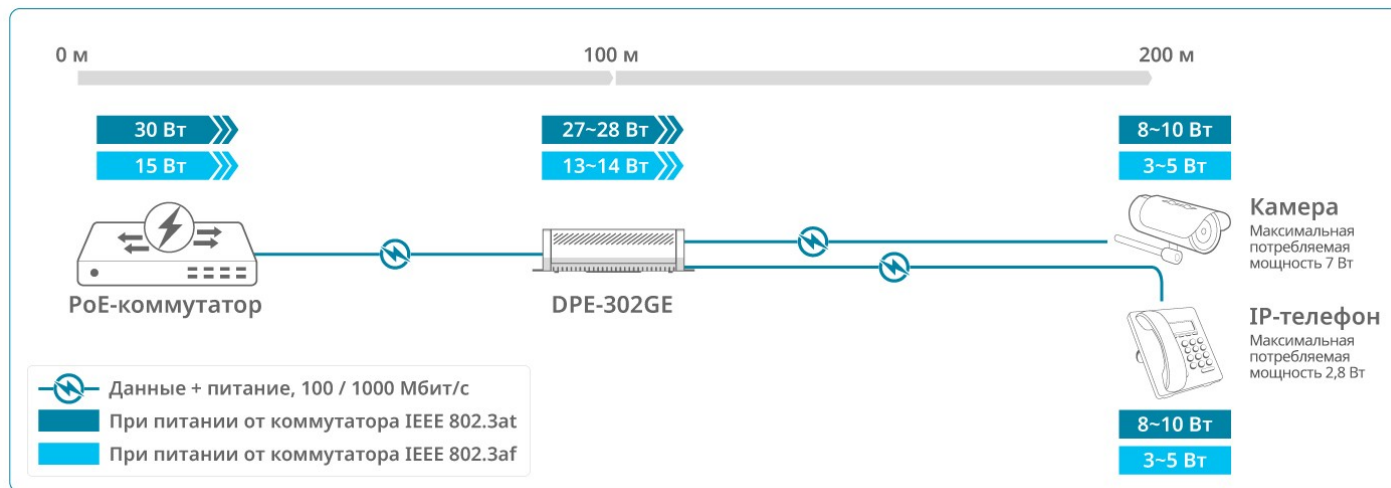 0 м
100 м
200 м
30 Вт
27~28 Вт
8~10 Вт
15 Вт
13~14 Вт
3~5 Вт
Камера
Максимальная
потребляемая
мощность 7 Вт
PoE-коммутатор
DPE-302GE
IP-телефон
Максимальная
потребляемая
мощность 2,8 Вт
Данные + питание, 100 / 1000 Мбит/с
При питании от коммутатора IEEE 802.3at
При питании от коммутатора IEEE 802.3af
8~10 Вт
3~5 Вт